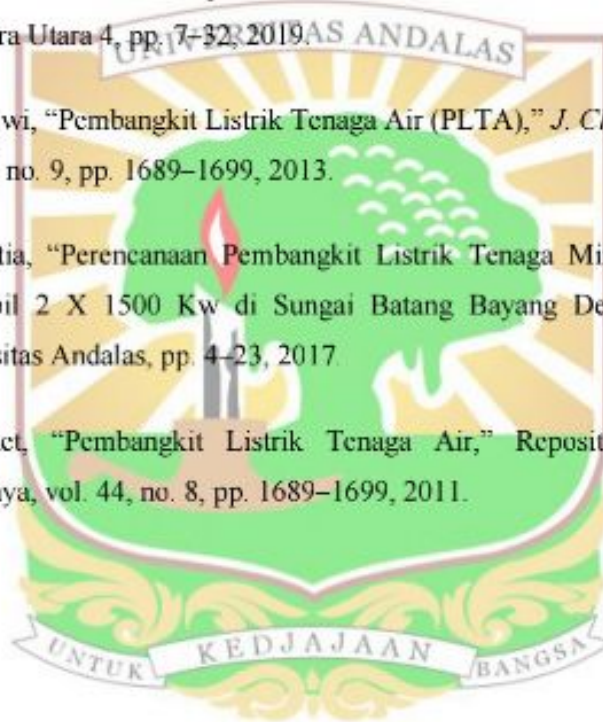 ra Utara 4, pp. 7–32, 2019.
UNIVERSITAS ANDALAS
wi, “Pembangkit Listrik Tenaga Air (PLTA),” J. C
no. 9, pp. 1689–1699, 2013.
tia, “Perencanaan Pembangkit Listrik Tenaga Mi
il 2 X 1500 Kw di Sungai Batang Bayang De
sitas Andalas, pp. 4–23, 2017.
ct, “Pembangkit Listrik Tenaga Air,” Reposit
ya, vol. 44, no. 8, pp. 1689–1699, 2011.
UNTUK KEDJAJAAN BANGSA